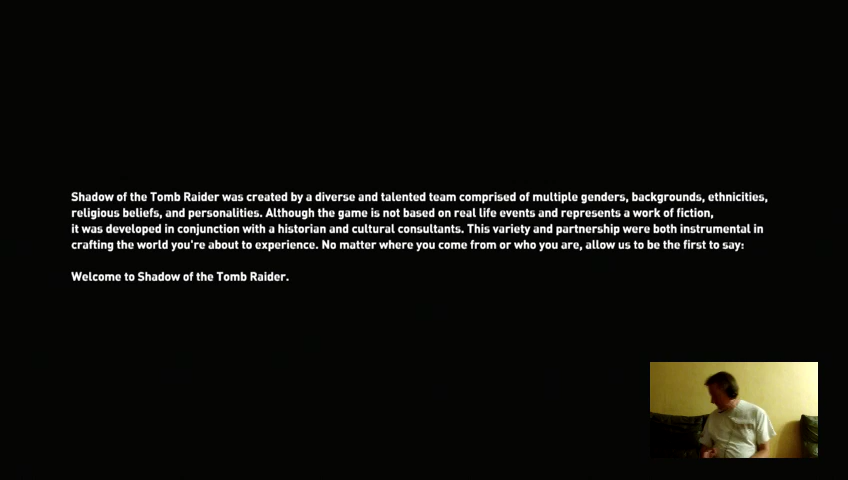 Shadow of the Tomb Raider was created by a diverse and talented team comprised of multiple genders, backgrounds, ethnicities,
religious beliefs, and personalities. Although the game is not based on real life events and represents a work of fiction,
it was developed in conjunction with a historian and cultural consultants. This variety and partnership were both instrumental in
crafting the world you're about to experience. No matter where you come from or who you are, allow us to be the first to say:
Welcome to Shadow of the Tomb Raider.